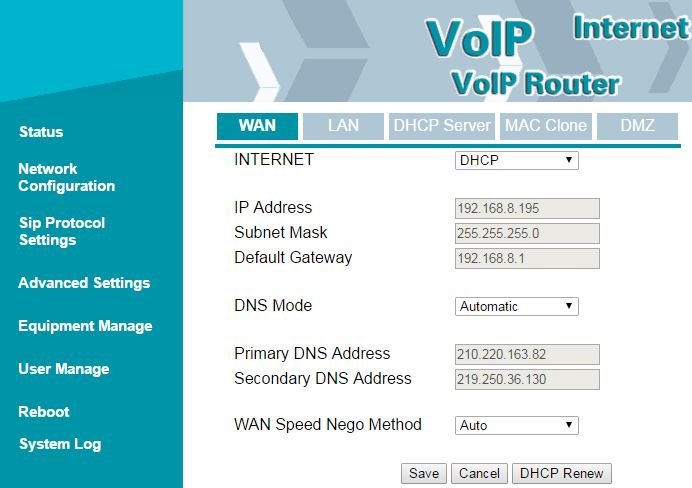 VoIP Internet
VoIP Router
WAN LAN DHCP Server MAC Clone DMZ
Status
Network
Configuration
Sip Protocol
Settings
Advanced Settings
Equipment Manage
User Manage
Reboot
System Log
INTERNET DHCP
IP Address 192.168.8.195
Subnet Mask 255.255.255.0
Default Gateway 192.168.8.1
DNS Mode Automatic
Primary DNS Address 210.220.163.82
Secondary DNS Address 219.250.36.130
WAN Speed Nego Method Auto
Save Cancel DHCP Renew